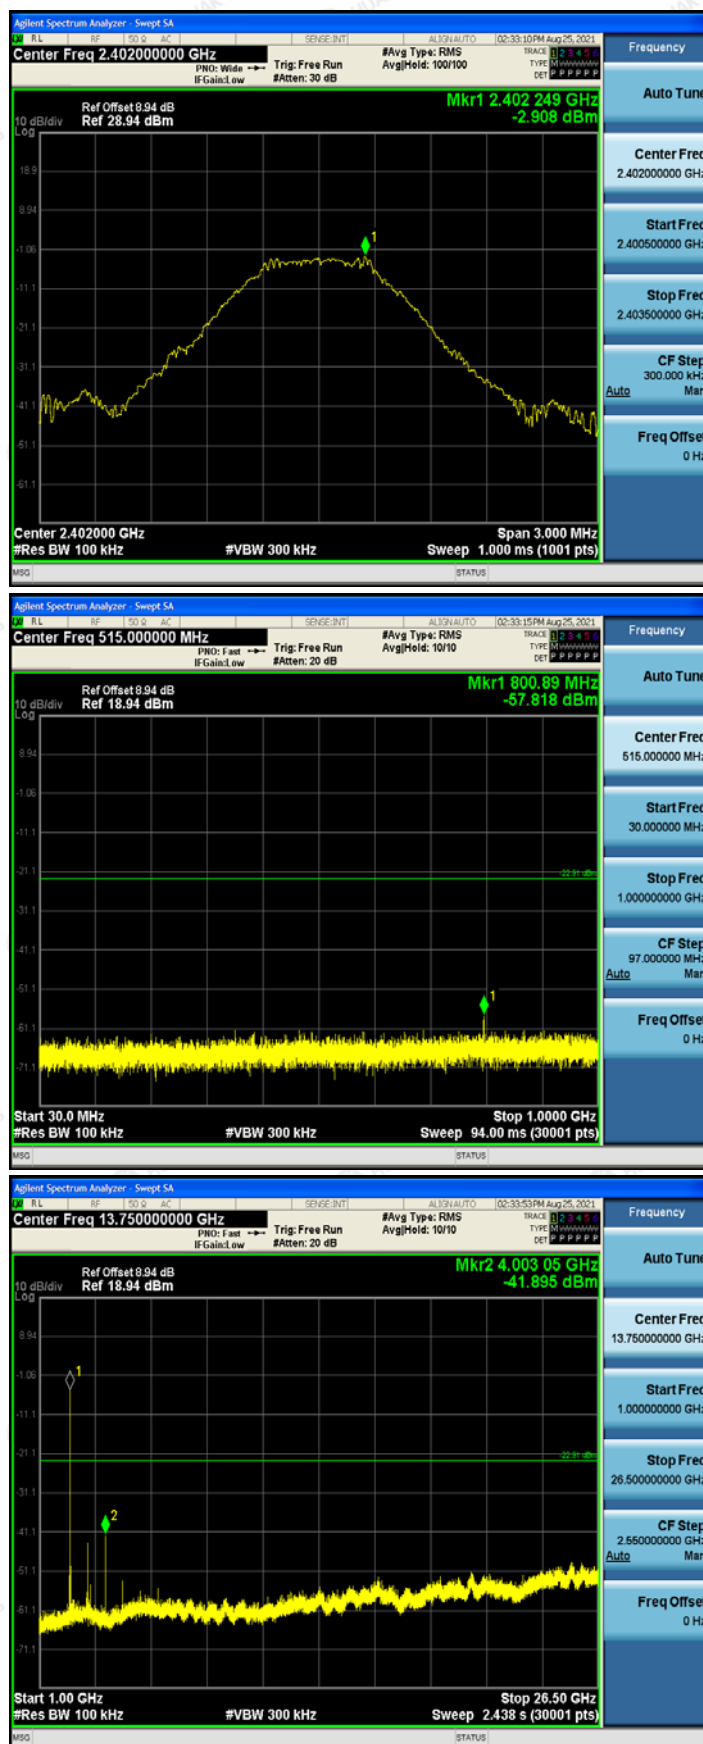 Agilent Spectrum Analyzer - Swept SA
RL RF 50 Ω AC SENSE:INT ALIGNAUTO 02:33:10PM Aug 25, 2021
Center Freq 2.402000000 GHz #Avg Type: RMS TRACE 1 2 3 4 5 6
PNO: Wide Trig: Free Run Avg|Hold: 100/100 TYPE M WWWWW
IFGain:Low #Atten: 30 dB DET P P P P P P
Mkr1 2.402 249 GHz
Ref Offset 8.94 dB
10 dB/div Ref 28.94 dBm -2.908 dBm
Log
18.9
8.94
1
-1.06
-11.1
-21.1
-31.1
-41.1
-51.1
-61.1
Center 2.402000 GHz Span 3.000 MHz
#Res BW 100 kHz #VBW 300 kHz Sweep 1.000 ms (1001 pts)
MSG STATUS
Frequency
Auto Tune
Center Freq
2.402000000 GHz
Start Freq
2.400500000 GHz
Stop Freq
2.403500000 GHz
CF Step
300.000 kHz
Auto Man
Freq Offset
0 Hz
Agilent Spectrum Analyzer - Swept SA
RL RF 50 Ω AC SENSE:INT ALIGNAUTO 02:33:15PM Aug 25, 2021
Center Freq 515.000000 MHz #Avg Type: RMS TRACE 1 2 3 4 5 6
PNO: Fast Trig: Free Run Avg|Hold: 10/10 TYPE M WWWWW
IFGain:Low #Atten: 20 dB DET P P P P P P
Mkr1 800.89 MHz
Ref Offset 8.94 dB
10 dB/div Ref 18.94 dBm -57.818 dBm
Log
8.94
-1.06
-11.1
-21.1
-22.91 dBm
-31.1
-41.1
-51.1
1
-61.1
-71.1
Start 30.0 MHz Stop 1.0000 GHz
#Res BW 100 kHz #VBW 300 kHz Sweep 94.00 ms (30001 pts)
MSG STATUS
Frequency
Auto Tune
Center Freq
515.000000 MHz
Start Freq
30.000000 MHz
Stop Freq
1.000000000 GHz
CF Step
97.000000 MHz
Auto Man
Freq Offset
0 Hz
Agilent Spectrum Analyzer - Swept SA
RL RF 50 Ω AC SENSE:INT ALIGNAUTO 02:33:53PM Aug 25, 2021
Center Freq 13.750000000 GHz #Avg Type: RMS TRACE 1 2 3 4 5 6
PNO: Fast Trig: Free Run Avg|Hold: 10/10 TYPE M WWWWW
IFGain:Low #Atten: 20 dB DET P P P P P P
Mkr2 4.003 05 GHz
Ref Offset 8.94 dB
10 dB/div Ref 18.94 dBm -41.895 dBm
Log
8.94
-1.06
1
-11.1
-21.1
-22.91 dBm
-31.1
2
-41.1
-51.1
-61.1
-71.1
Start 1.00 GHz Stop 26.50 GHz
#Res BW 100 kHz #VBW 300 kHz Sweep 2.438 s (30001 pts)
MSG STATUS
Frequency
Auto Tune
Center Freq
13.750000000 GHz
Start Freq
1.000000000 GHz
Stop Freq
26.500000000 GHz
CF Step
2.550000000 GHz
Auto Man
Freq Offset
0 Hz